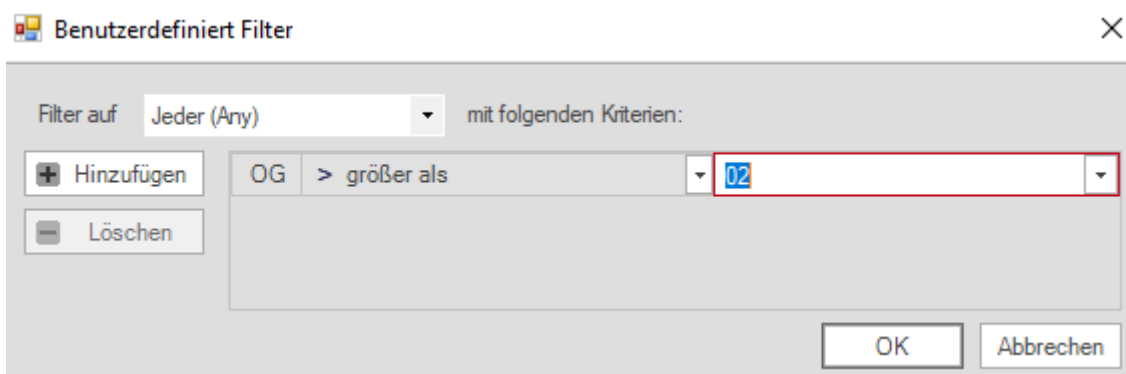 Benutzerdefiniert Filter
Filter auf Jeder (Any) mit folgenden Kriterien:
Hinzufügen OG > größer als 02
Löschen
OK Abbrechen